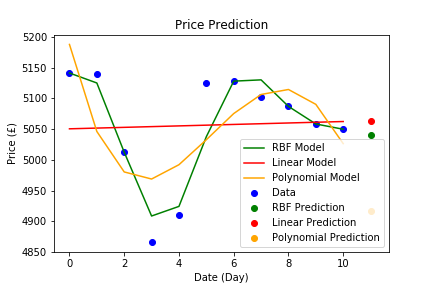 Price Prediction
5200
5150
5100
5050
5000
4950
4900
4850
Price (£)
0
2
4
6
8
10
Date (Day)
RBF Model
Linear Model
Polynomial Model
Data
RBF Prediction
Linear Prediction
Polynomial Prediction